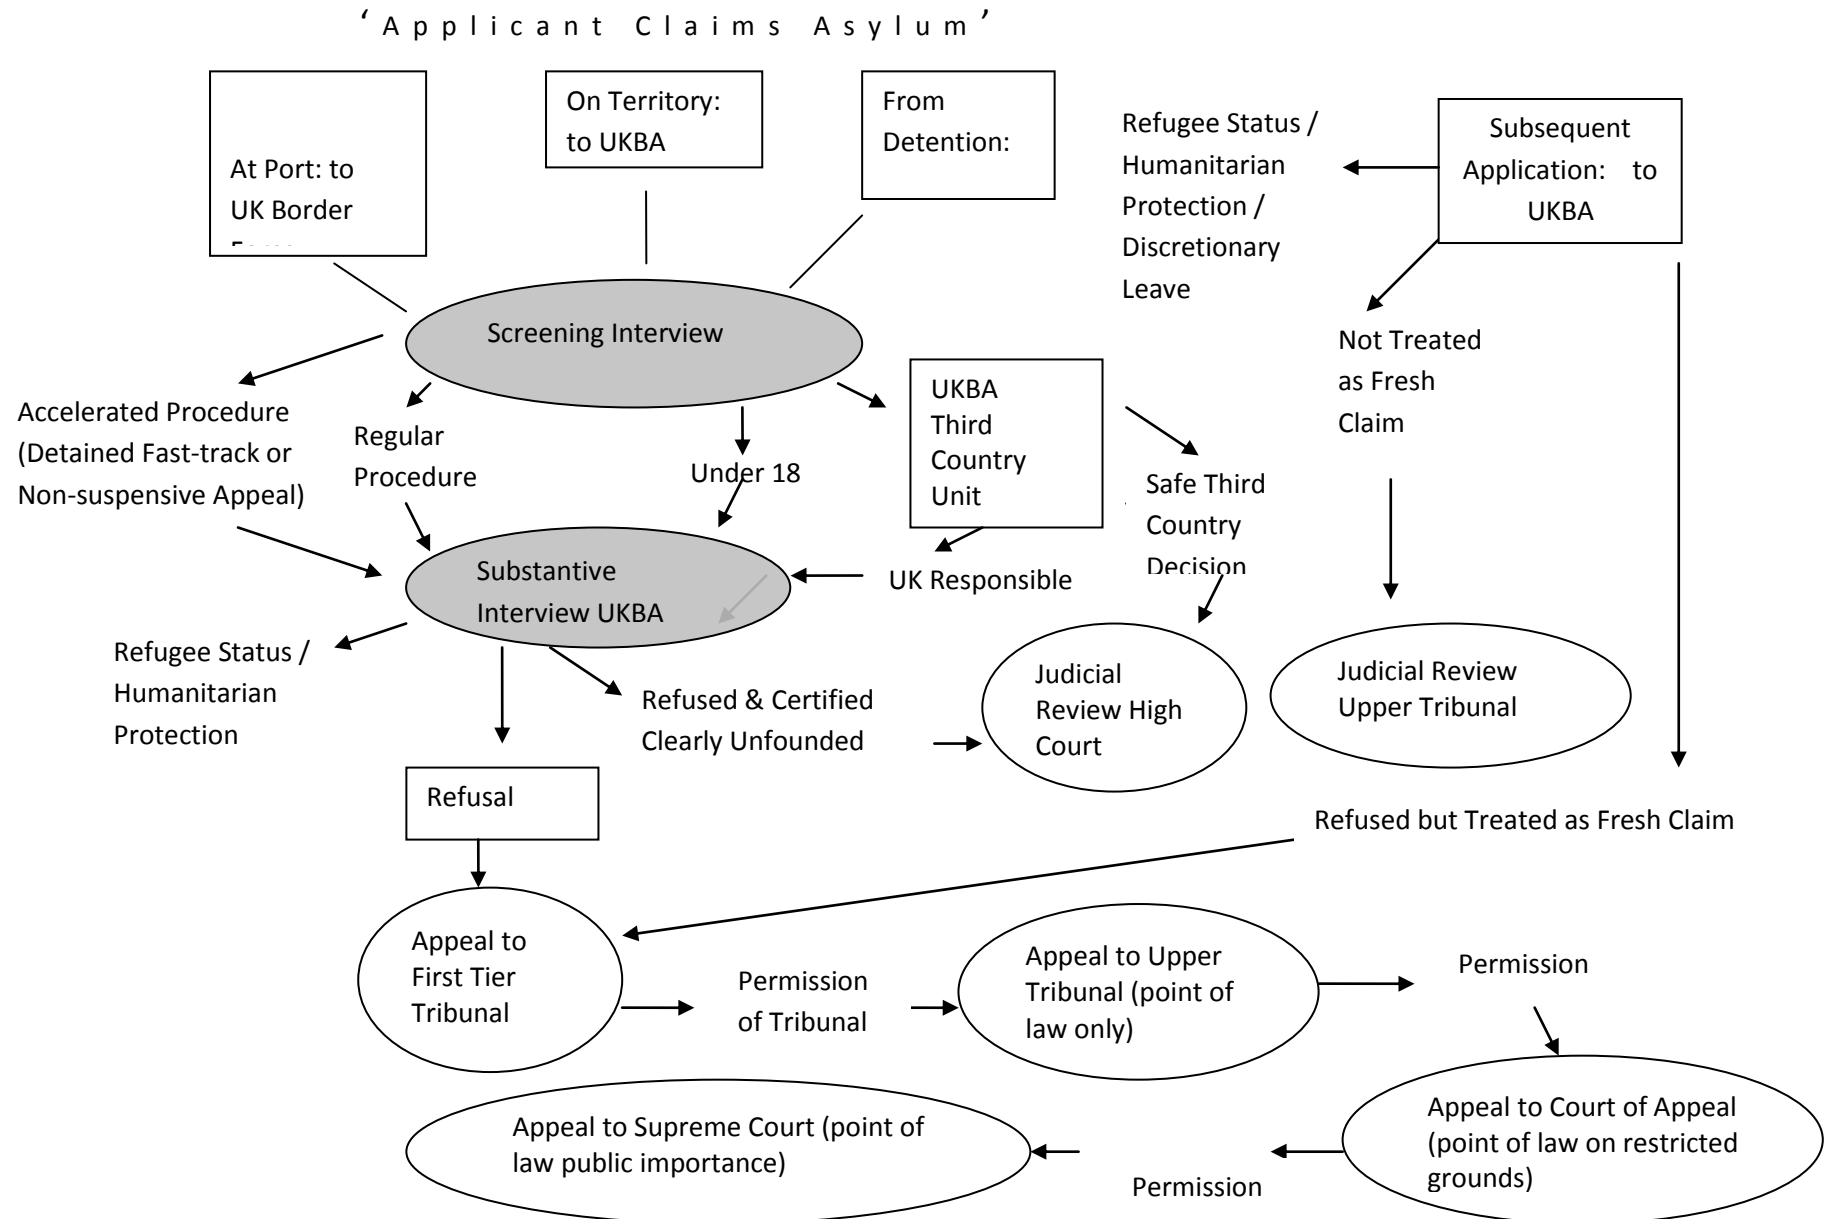 ‘Applicant Claims Asylum’
At Port: to
UK Border
On Territory:
to UKBA
From
Detention:
Refugee Status /
Humanitarian
Protection /
Discretionary
Leave
Subsequent
Application: to
UKBA
Screening Interview
Not Treated
as Fresh
Claim
Accelerated Procedure
(Detained Fast-track or
Non-suspensive Appeal)
Regular
Procedure
Under 18
UKBA
Third
Country
Unit
Safe Third
Country
Decision
Substantive
Interview UKBA
UK Responsible
Refugee Status /
Humanitarian
Protection
Refused & Certified
Clearly Unfounded
Judicial
Review High
Court
Judicial Review
Upper Tribunal
Refusal
Refused but Treated as Fresh Claim
Appeal to
First Tier
Tribunal
Permission
of Tribunal
Appeal to Upper
Tribunal (point of
law only)
Permission
Appeal to Court of Appeal
(point of law on restricted
grounds)
Permission
Appeal to Supreme Court (point of
law public importance)